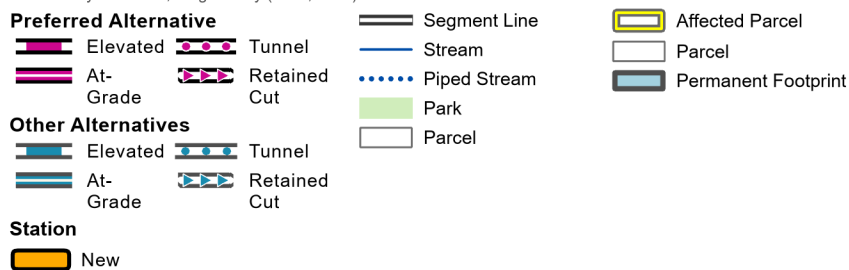 Preferred Alternative
Elevated
Tunnel
At-
Grade
Retained
Cut
Other Alternatives
Elevated
Tunnel
At-
Grade
Retained
Cut
Station
New
Segment Line
Stream
Piped Stream
Park
Parcel
Affected Parcel
Parcel
Permanent Footprint